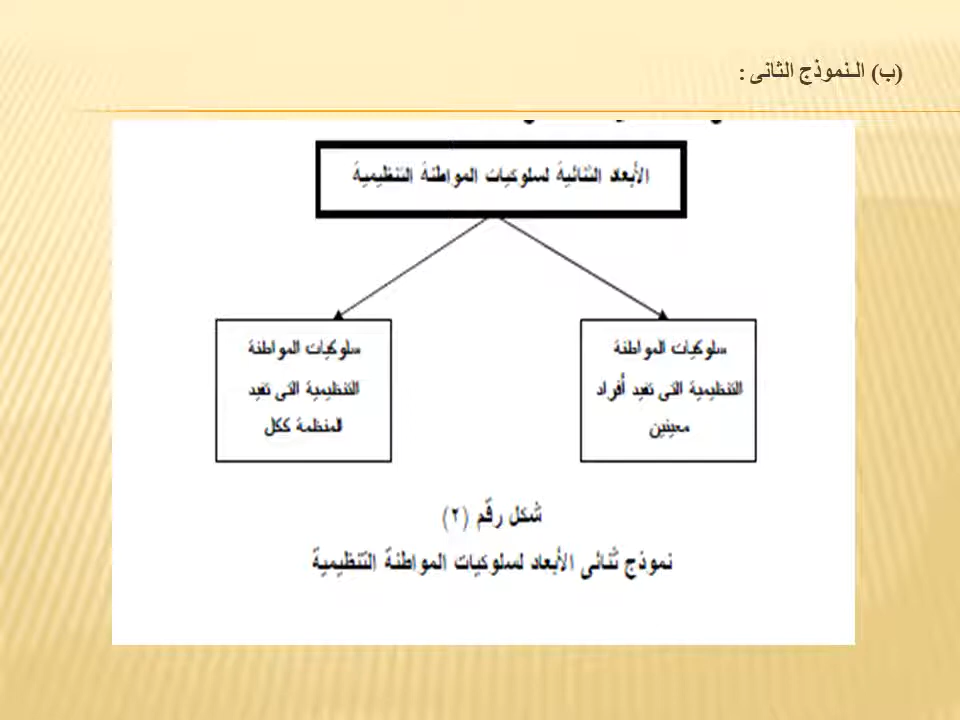 (ب) النموذج الثانى :
الأبعاد الثنائية لسلوكيات المواطنة التنظيمية
سلوكيات المواطنة
التنظيمية التى تفيد أفراد
معينين
سلوكيات المواطنة
التنظيمية التى تفيد
المنظمة ككل
شكل رقم (٢)
نموذج ثنائى الأبعاد لسلوكيات المواطنة التنظيمية